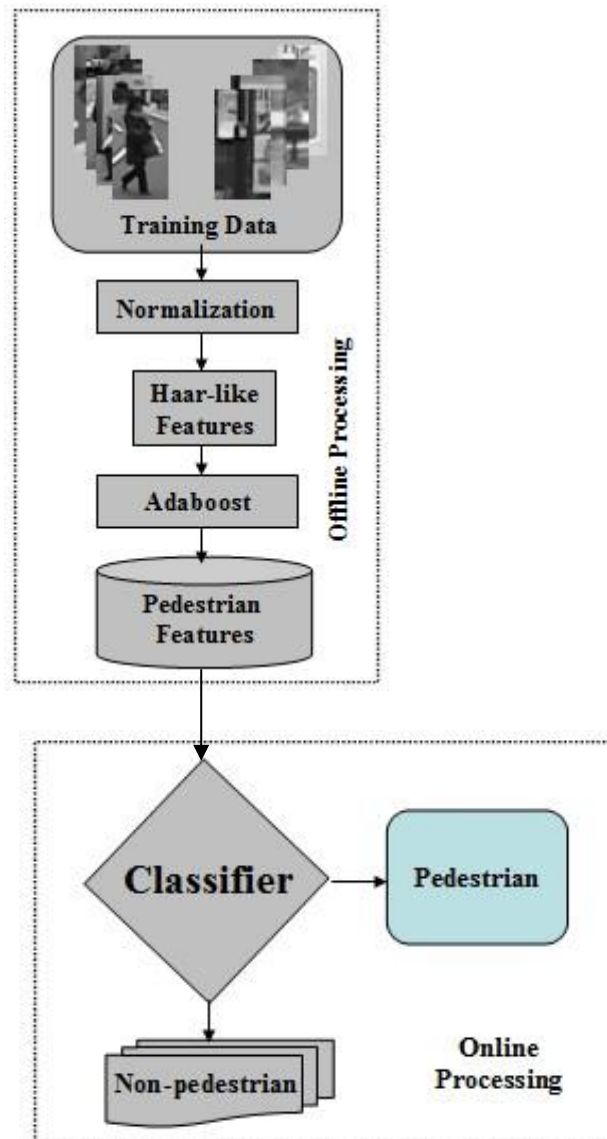 Training Data
Normalization
Haar-like
Features
Offline Processing
Adaboost
Pedestrian
Features
Classifier
Pedestrian
Non-pedestrian
Online
Processing